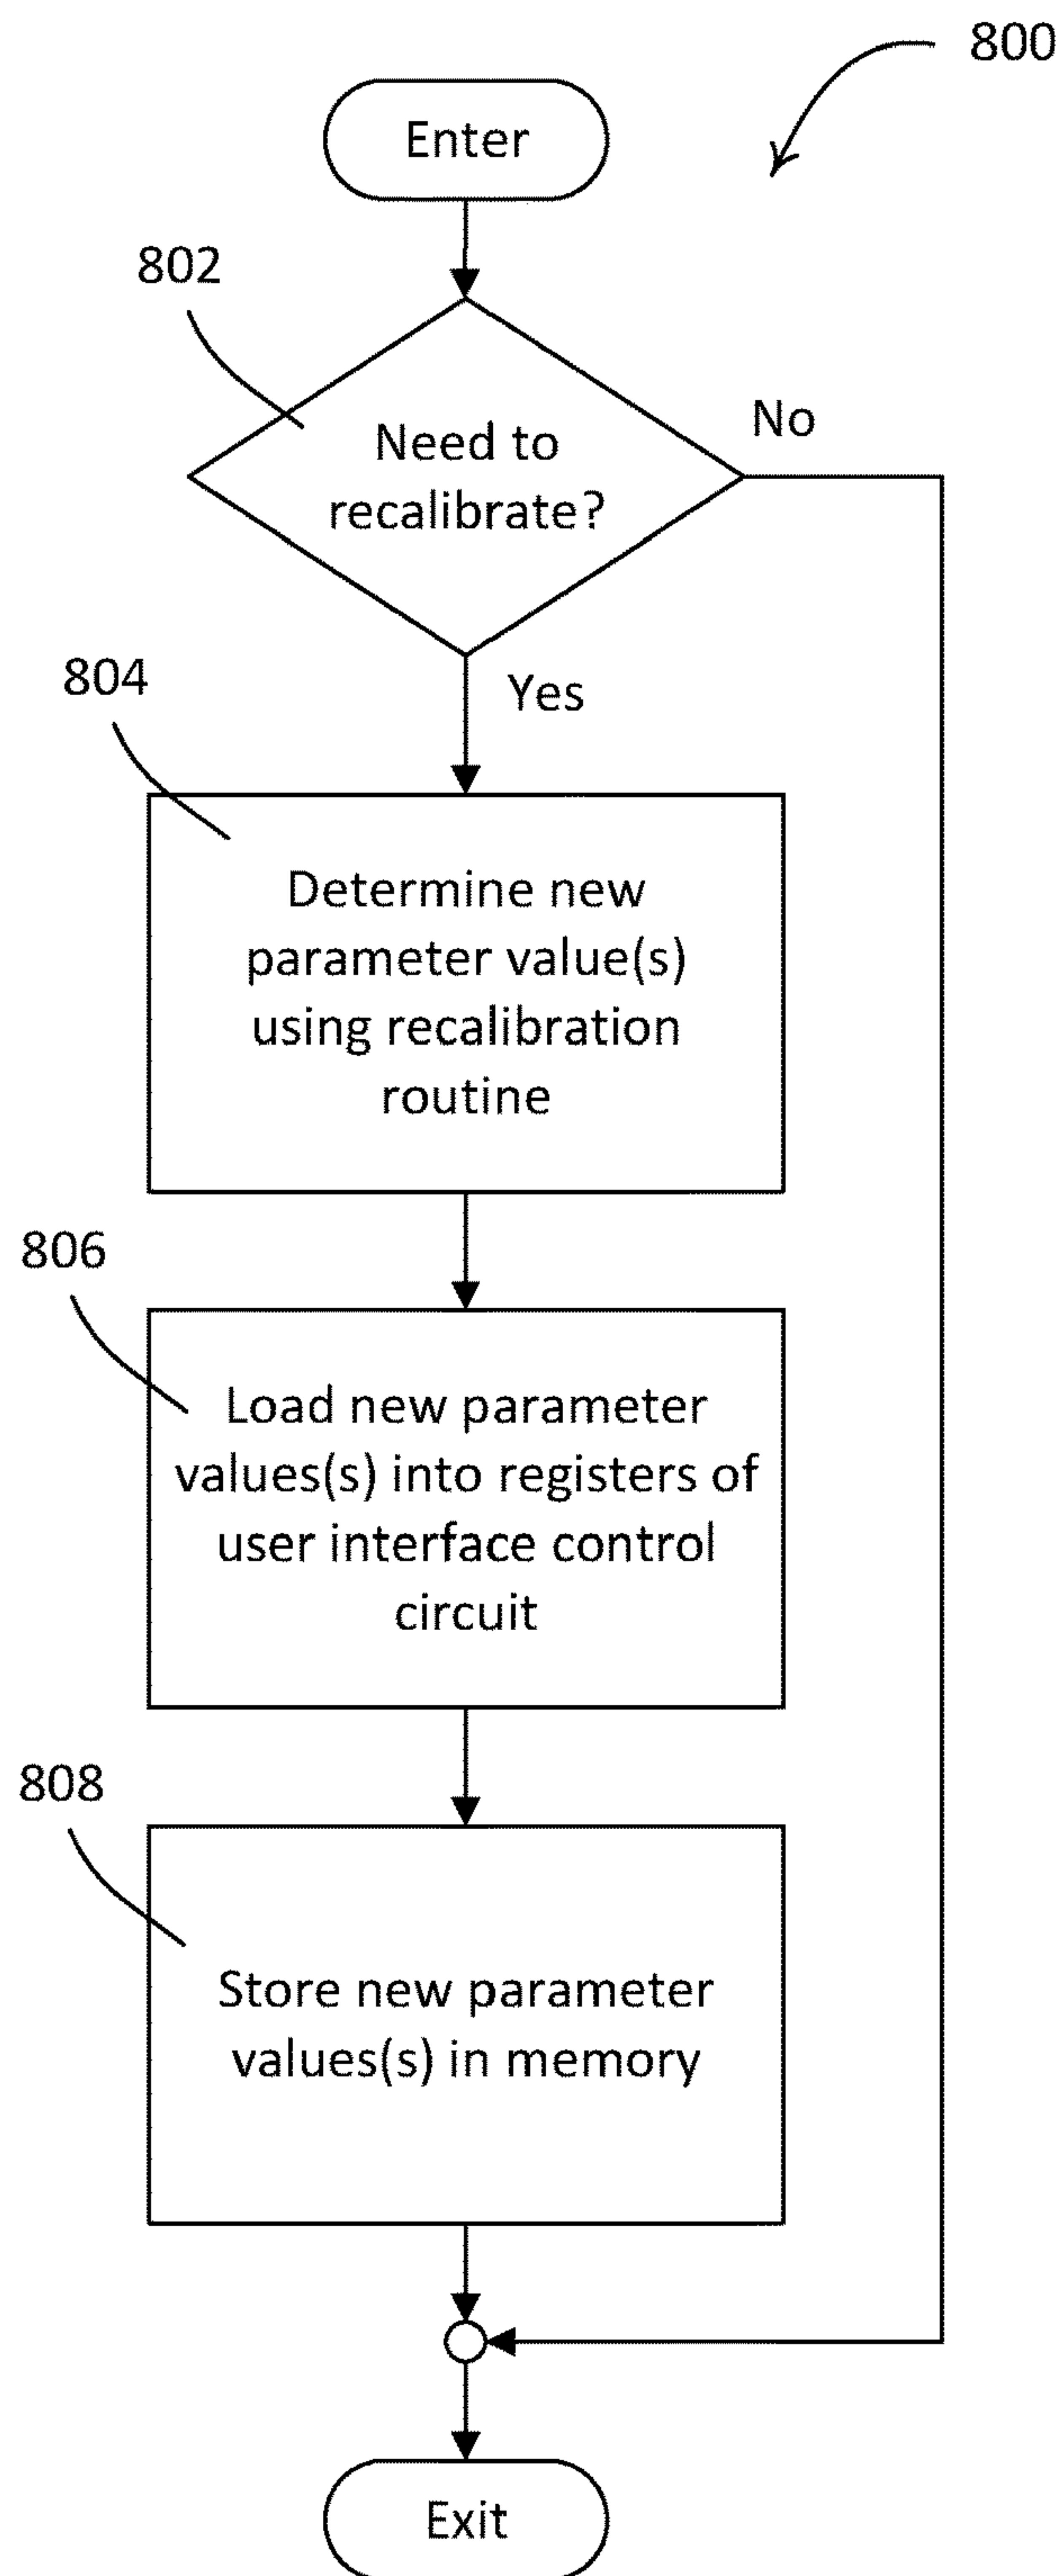 800
Enter
802
No
Need to
recalibrate?
804
Yes
Determine new
parameter value(s)
using recalibration
routine
806
Load new parameter
values(s) into registers of
user interface control
circuit
808
Store new parameter
values(s) in memory
Exit